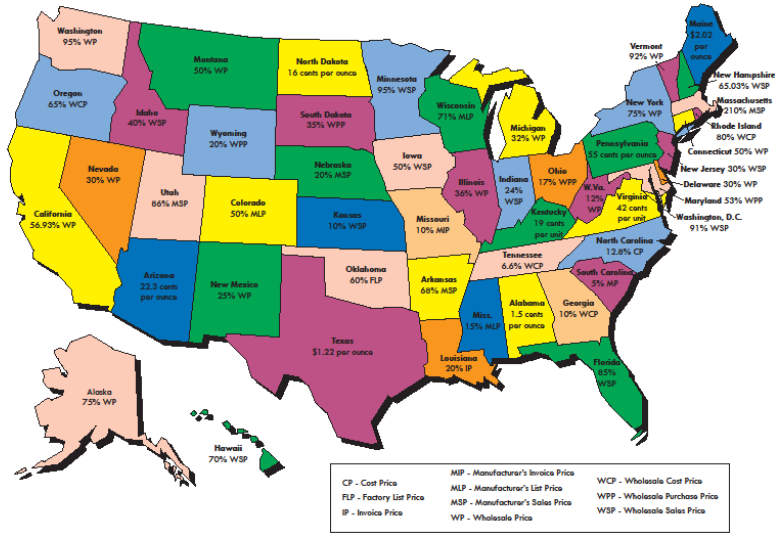 Washington
95% WP
Oregon
65% WCP
California
56.93% WP
Nevada
30% WP
Idaho
40% WSP
Montana
50% WP
Wyoming
20% WPP
Utah
86% MSP
Arizona
22.3 cents
per ounce
Colorado
50% MLP
New Mexico
25% WP
North Dakota
16 cents per ounce
South Dakota
35% WPP
Nebraska
20% MSP
Kansas
10% WSP
Oklahoma
60% FLP
Texas
$1.22 per ounce
Minnesota
95% WSP
Iowa
50% WSP
Missouri
10% MIP
Arkansas
68% MSP
Louisiana
20% IP
Wisconsin
71% MLP
Illinois
36% WP
Michigan
32% WP
Indiana
24%
WSP
Ohio
17% WPP
Kentucky
19 cents
per unit
Tennessee
6.6% WCP
Miss.
15% MLP
Alabama
1.5 cents
per ounce
Georgia
10% WCP
Florida
85%
WSP
South Carolina
5% MP
North Carolina
12.8% CP
Virginia
42 cents
per unit
W.Va.
12%
WP
Pennsylvania
55 cents per ounce
New York
75% WP
Vermont
92% WP
Maine
$2.02
per
ounce
New Hampshire
65.03% WSP
Massachusetts
210% MSP
Rhode Island
80% WCP
Connecticut 50% WP
New Jersey 30% WSP
Delaware 30% WP
Maryland 53% WPP
Washington, D.C.
91% WSP
Alaska
75% WP
Hawaii
70% WSP
CP - Cost Price
FLP - Factory List Price
IP - Invoice Price
MIP - Manufacturer's Invoice Price
MLP - Manufacturer's List Price
MSP - Manufacturer's Sales Price
WP - Wholesale Price
WCP - Wholesale Cost Price
WPP - Wholesale Purchase Price
WSP - Wholesale Sales Price